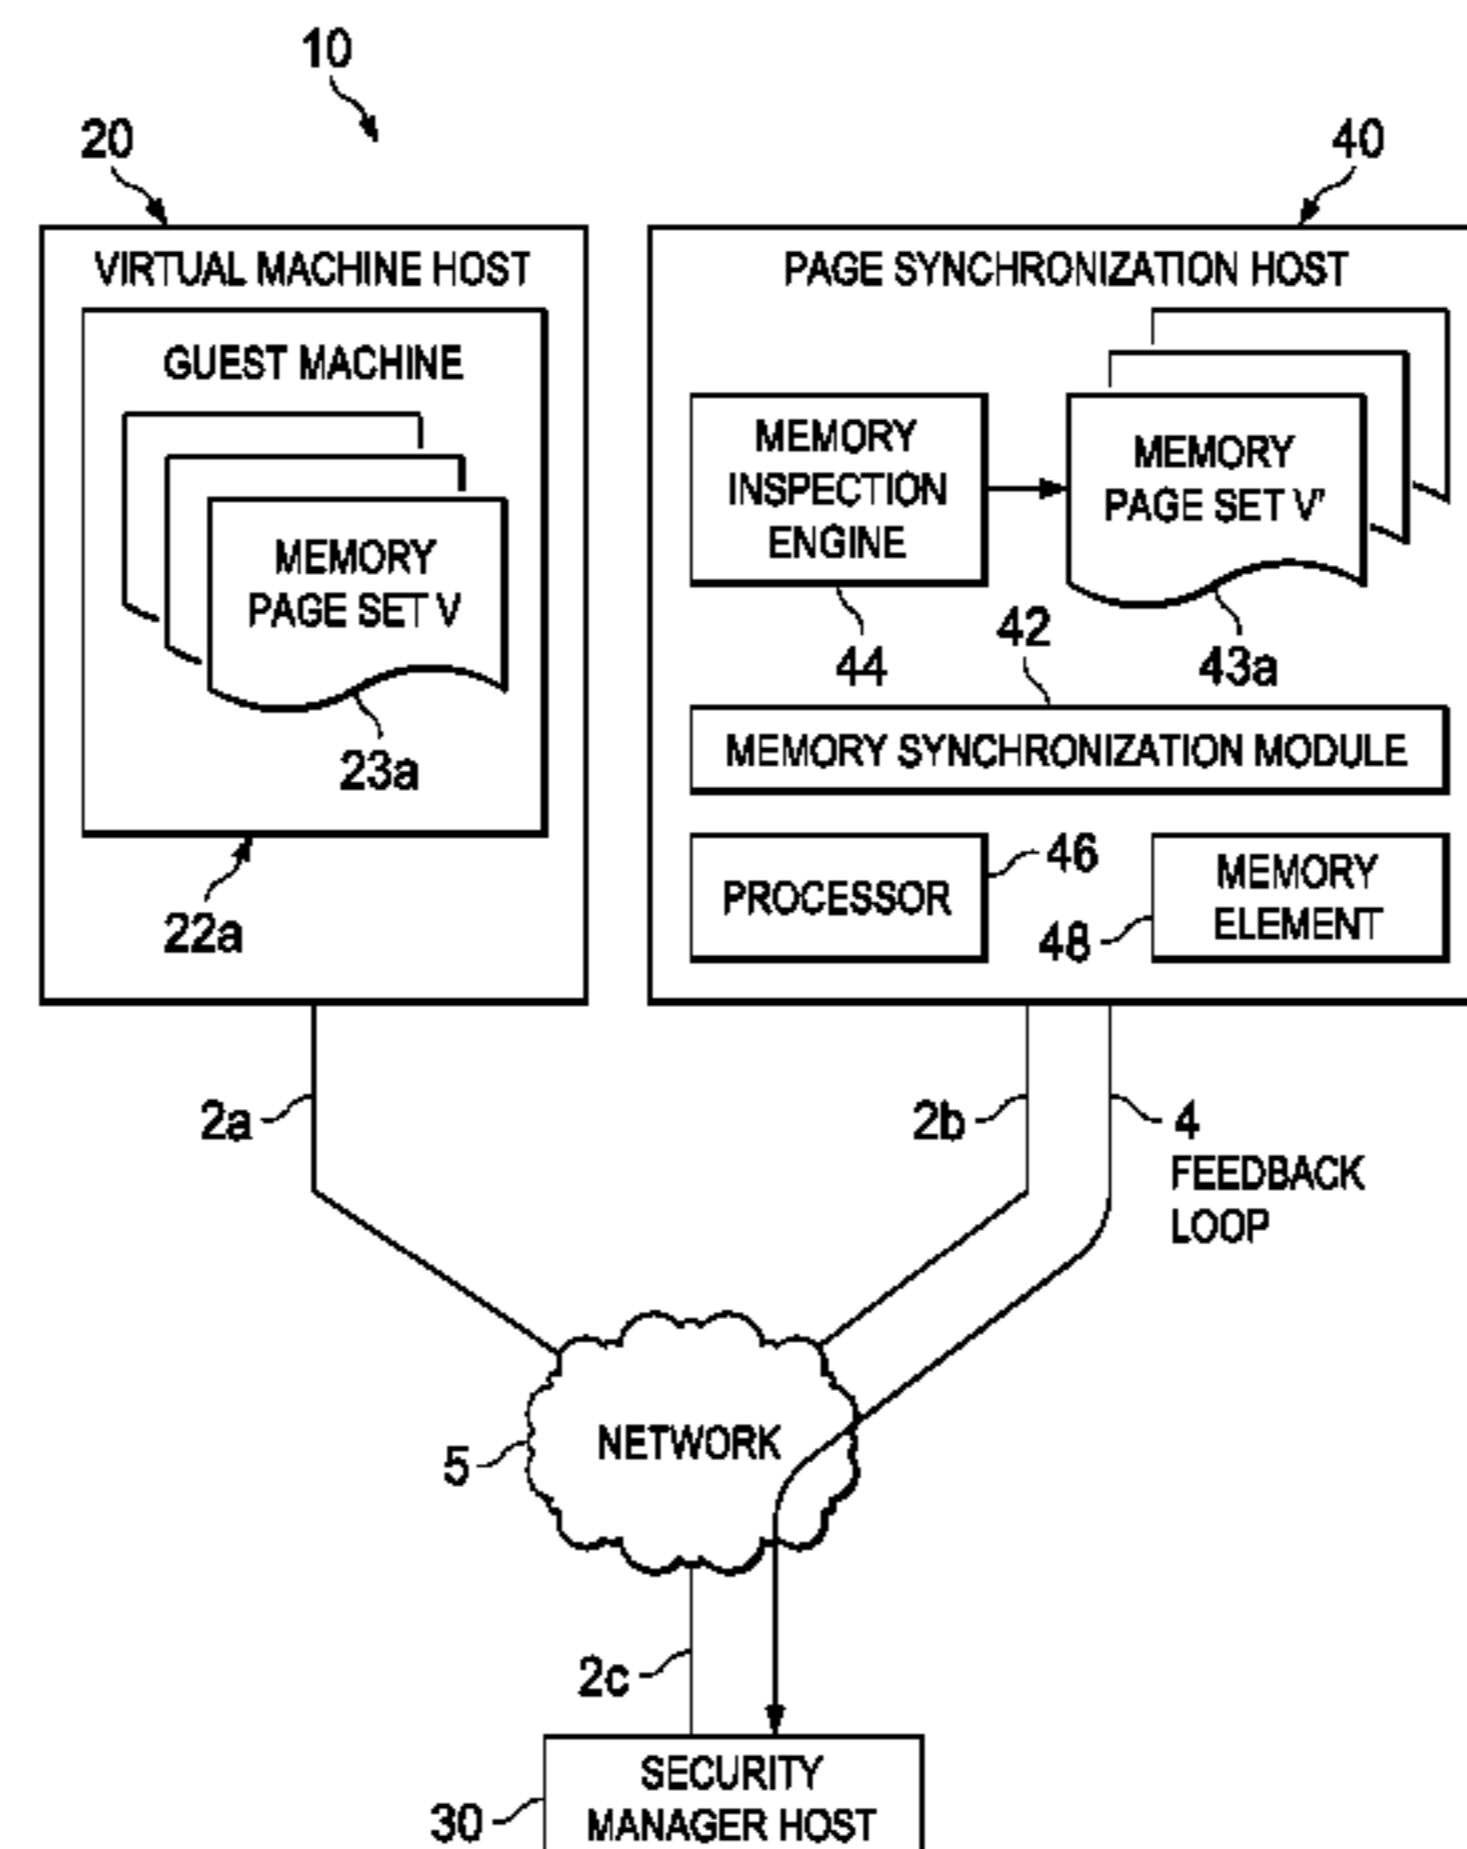 10
20
40
VIRTUAL MACHINE HOST
GUEST MACHINE
MEMORY
PAGE SET V
23a
22a
PAGE SYNCHRONIZATION HOST
MEMORY
INSPECTION
ENGINE
44
MEMORY
PAGE SET V'
43a
42
MEMORY SYNCHRONIZATION MODULE
PROCESSOR
46
48
MEMORY
ELEMENT
2a
2b
4
FEEDBACK
LOOP
5
NETWORK
2c
30
SECURITY
MANAGER HOST